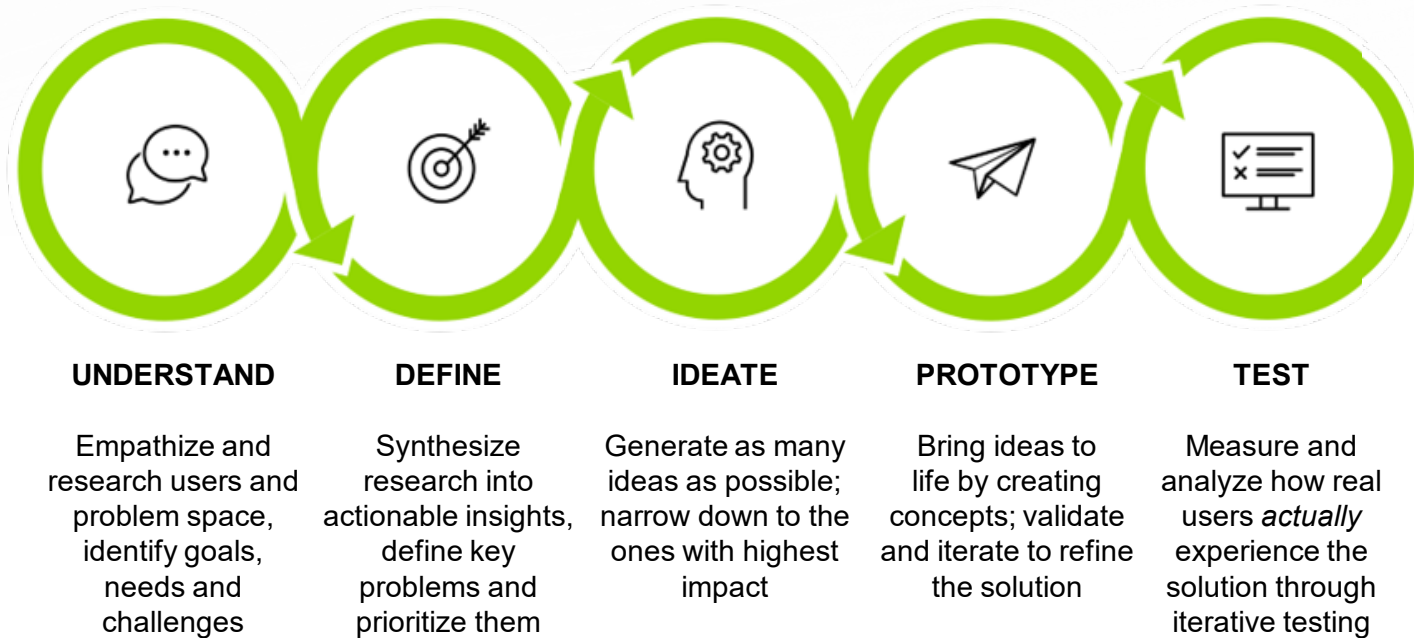 UNDERSTAND
Empathize and
research users and
problem space,
identify goals,
needs and
challenges
DEFINE
Synthesize
research into
actionable insights,
define key
problems and
prioritize them
IDEATE
Generate as many
ideas as possible;
narrow down to the
ones with highest
impact
PROTOTYPE
Bring ideas to
life by creating
concepts; validate
and iterate to refine
the solution
TEST
Measure and
analyze how real
users actually
experience the
solution through
iterative testing